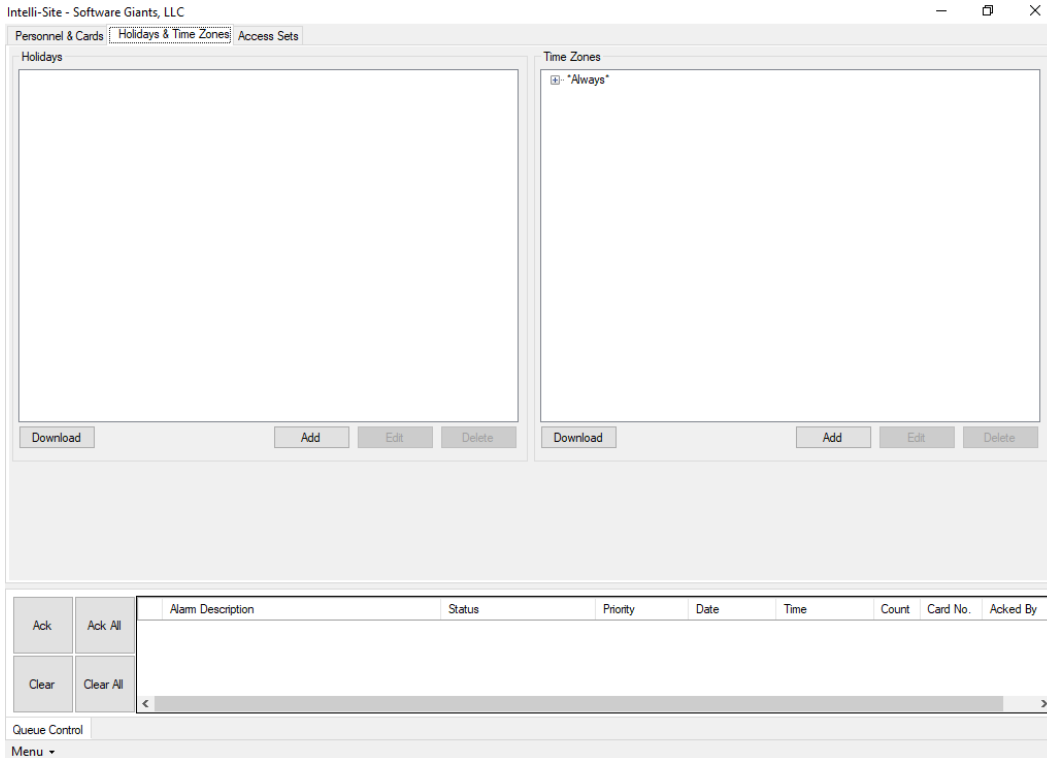 Intelli-Site - Software Giants, LLC
Personnel & Cards Holidays & Time Zones Access Sets
Holidays
Time Zones
*Always*
Download Add Edit Delete
Download Add Edit Delete
Ack Ack All
Clear Clear All
Alarm Description Status Priority Date Time Count Card No. Acked By
Queue Control
Menu